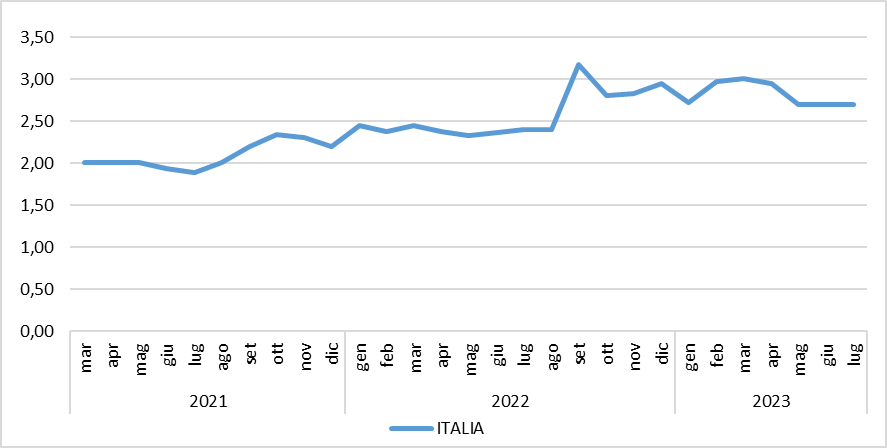 3,50
3,00
2,50
2,00
1,50
1,00
0,50
0,00
mar apr mag giu lug ago set ott nov dic gen feb mar apr mag giu lug ago set ott nov dic gen feb mar apr mag giu lug
2021 2022 2023
ITALIA